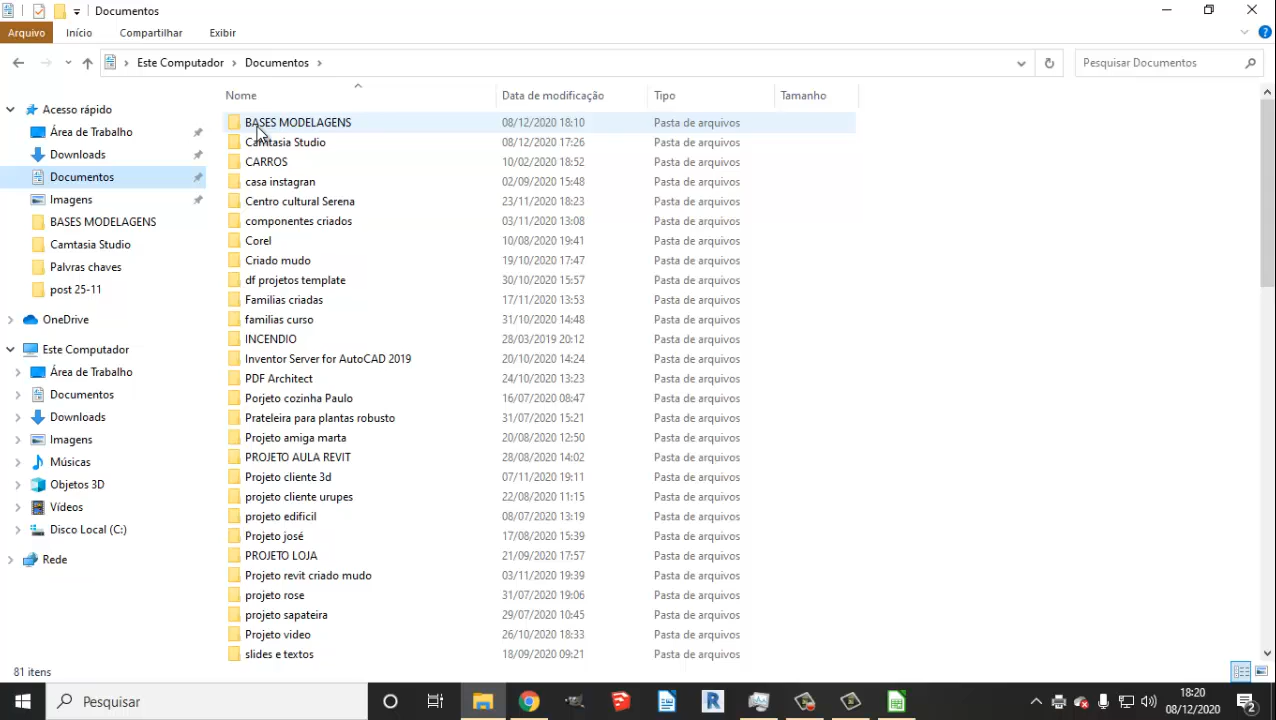 Documentos
Arquivo Início Compartilhar Exibir
Este Computador Documentos Pesquisar Documentos
Nome Data de modificação Tipo Tamanho
Acesso rápido
Área de Trabalho
Downloads
Documentos
Imagens
BASES MODELAGENS
Camtasia Studio
Palvras chaves
post 25-11
OneDrive
Este Computador
Área de Trabalho
Documentos
Downloads
Imagens
Músicas
Objetos 3D
Vídeos
Disco Local (C:)
Rede
BASES MODELAGENS 08/12/2020 18:10 Pasta de arquivos
Camtasia Studio 08/12/2020 17:26 Pasta de arquivos
CARROS 10/02/2020 18:52 Pasta de arquivos
casa instagran 02/09/2020 15:48 Pasta de arquivos
Centro cultural Serena 23/11/2020 18:23 Pasta de arquivos
componentes criados 03/11/2020 13:08 Pasta de arquivos
Corel 10/08/2020 19:41 Pasta de arquivos
Criado mudo 19/10/2020 17:47 Pasta de arquivos
df projetos template 30/10/2020 15:57 Pasta de arquivos
Familias criadas 17/11/2020 13:53 Pasta de arquivos
familias curso 31/10/2020 14:48 Pasta de arquivos
INCENDIO 28/03/2019 20:12 Pasta de arquivos
Inventor Server for AutoCAD 2019 20/10/2020 14:24 Pasta de arquivos
PDF Architect 24/10/2020 13:23 Pasta de arquivos
Porjeto cozinha Paulo 16/07/2020 08:47 Pasta de arquivos
Prateleira para plantas robusto 31/07/2020 15:21 Pasta de arquivos
Projeto amiga marta 20/08/2020 12:50 Pasta de arquivos
PROJETO AULA REVIT 28/08/2020 14:02 Pasta de arquivos
Projeto cliente 3d 07/11/2020 19:11 Pasta de arquivos
projeto cliente urupes 22/08/2020 11:15 Pasta de arquivos
projeto edificil 08/07/2020 13:19 Pasta de arquivos
Projeto josé 17/08/2020 15:39 Pasta de arquivos
PROJETO LOJA 21/09/2020 17:57 Pasta de arquivos
Projeto revit criado mudo 03/11/2020 19:39 Pasta de arquivos
projeto rose 31/07/2020 19:06 Pasta de arquivos
projeto sapateira 29/07/2020 10:45 Pasta de arquivos
Projeto video 26/10/2020 18:33 Pasta de arquivos
slides e textos 18/09/2020 09:21 Pasta de arquivos
81 itens
Pesquisar
R
18:20
08/12/2020
2